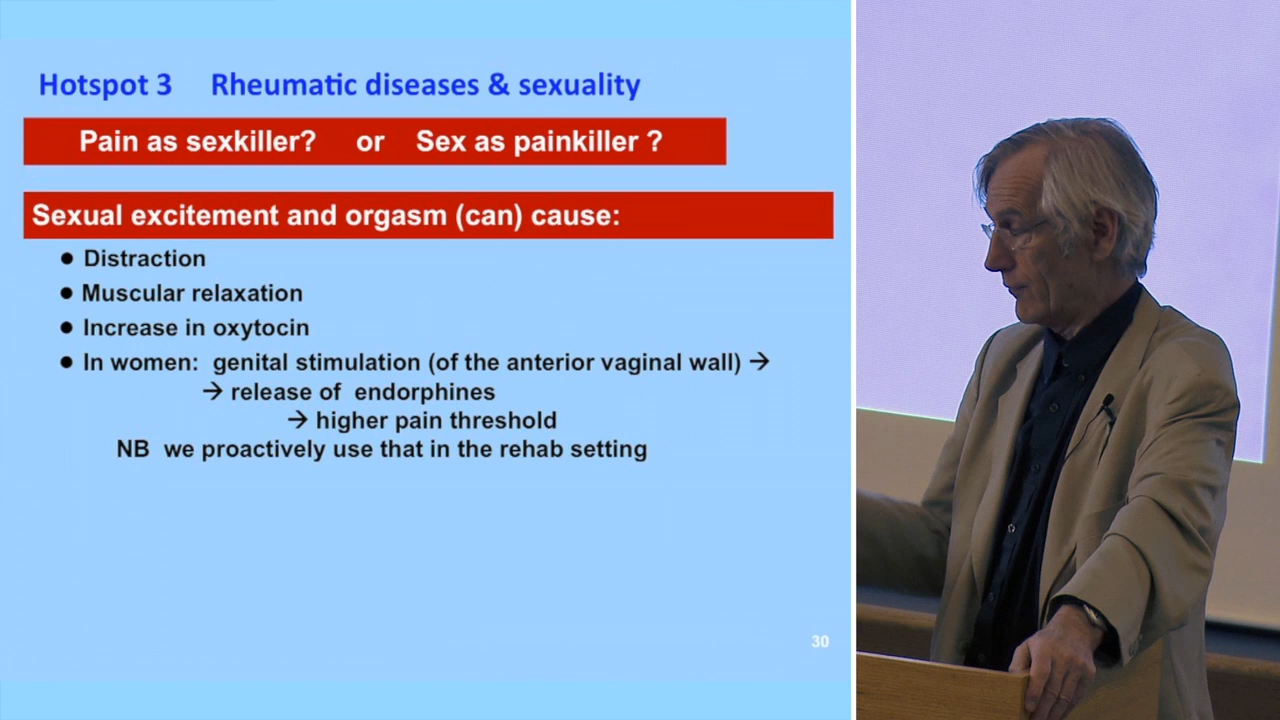 Hotspot 3 Rheumatic diseases & sexuality
Pain as sexkiller? or Sex as painkiller ?
Sexual excitement and orgasm (can) cause:
● Distraction
● Muscular relaxation
● Increase in oxytocin
● In women: genital stimulation (of the anterior vaginal wall) →
→ release of endorphines
→ higher pain threshold
NB we proactively use that in the rehab setting
30